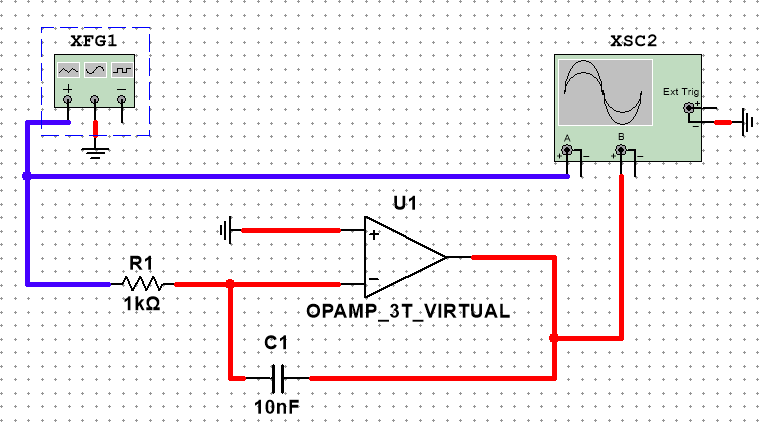 XFG1
XSC2
+
−
Ext Trig
+
−
A
B
+
−
+
−
U1
+
−
R1
1kΩ
OPAMP_3T_VIRTUAL
C1
10nF